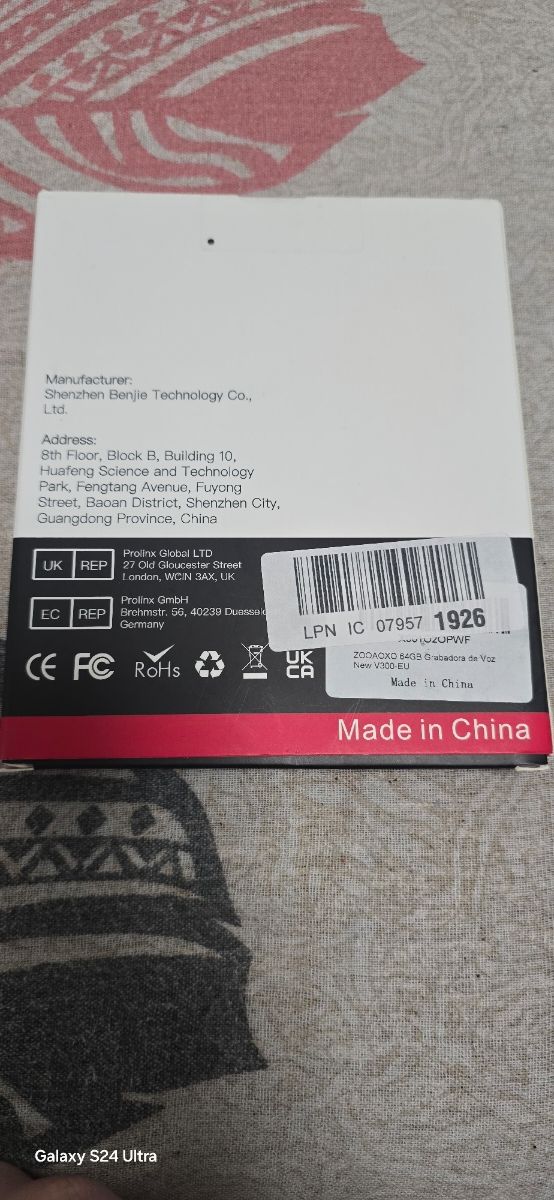 Manufacturer:
Shenzhen Benjie Technology Co.,
Ltd.
Address:
8th Floor, Block B, Building 10,
Huafeng Science and Technology
Park, Fengtang Avenue, Fuyong
Street, Baoan District, Shenzhen City,
Guangdong Province, China
UK REP
Prolinx Global LTD
27 Old Gloucester Street
London, WC1N 3AX, UK
EC REP
Prolinx GmbH
Brehmstr. 56, 40239
Germany
CE FC RoHS UK
CA
LPN IC 07957 1926
ZOOAOXO 64GB Grabadora de Voz
New V300-EU
Made in China
Made in China
Galaxy S24 Ultra